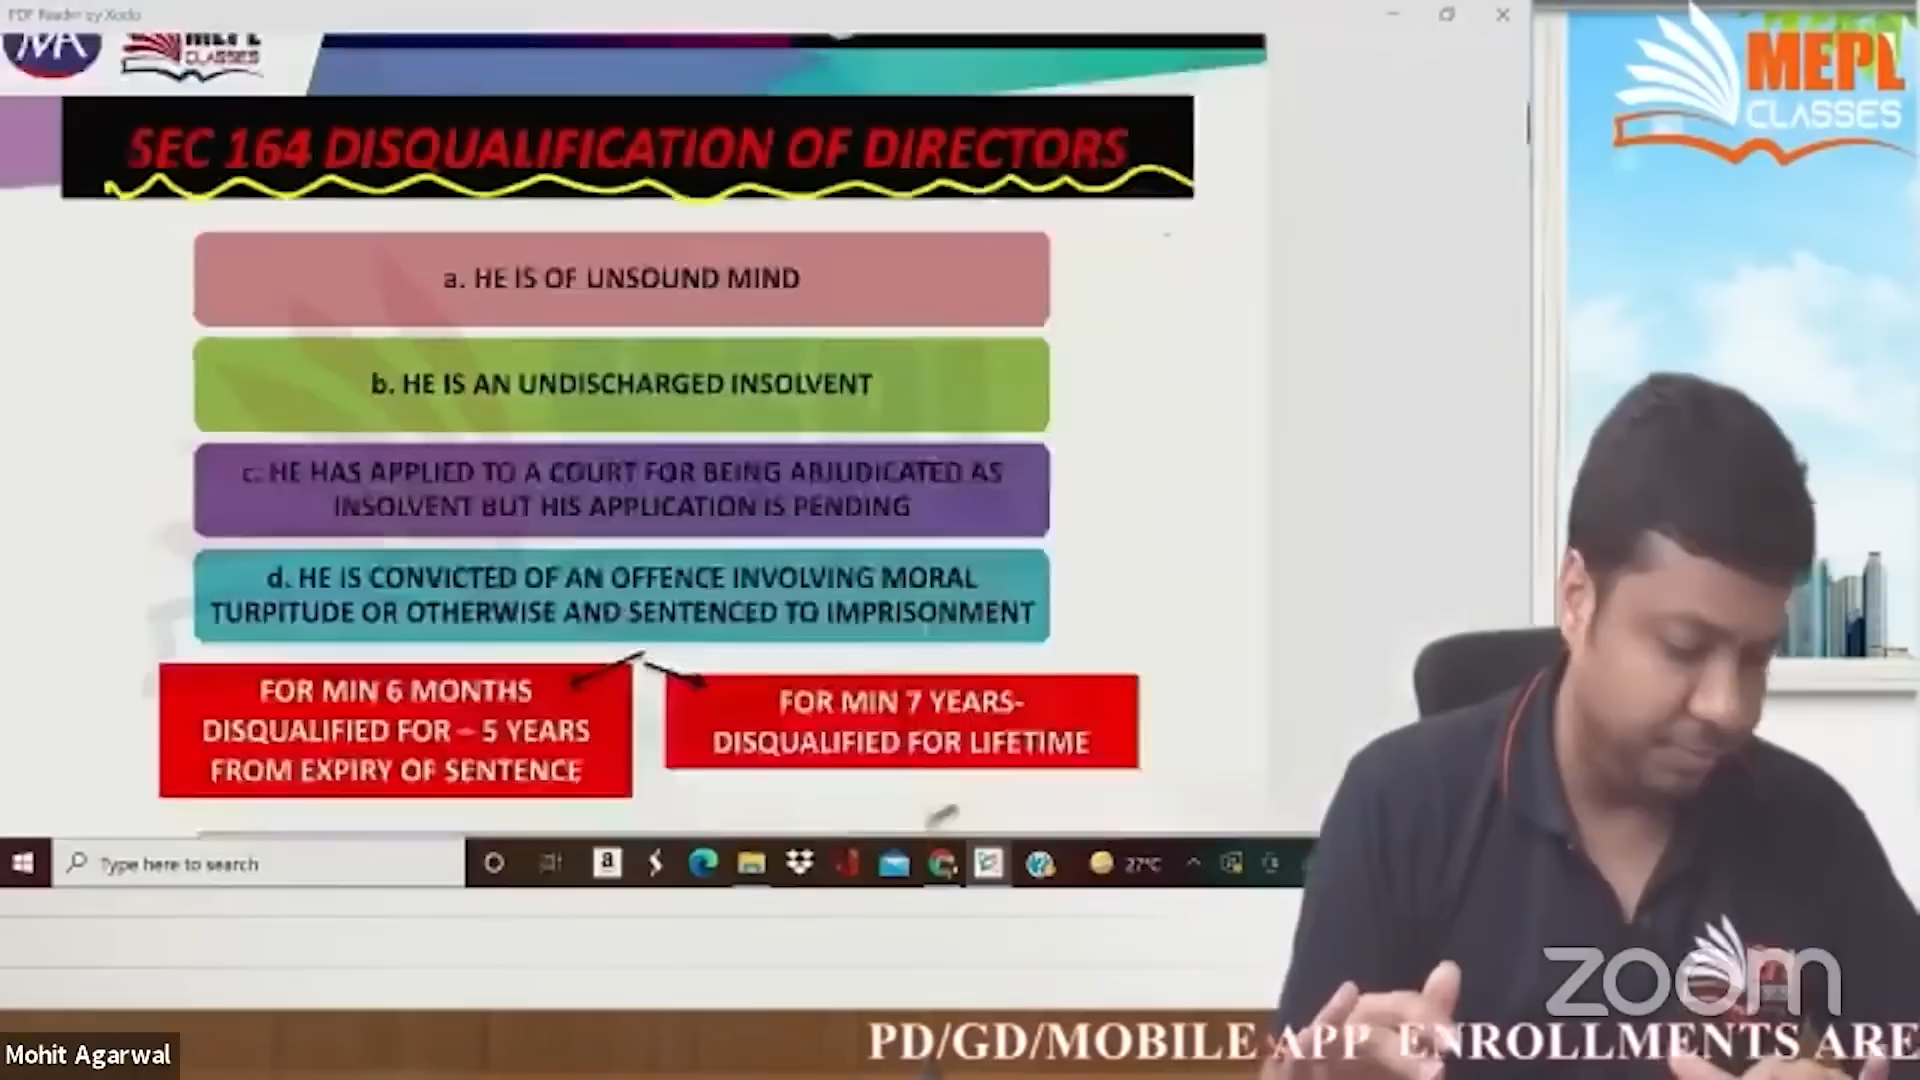 PDF Reader by Xodo
MA
MEPL
CLASSES
MEPL
CLASSES
SEC 164 DISQUALIFICATION OF DIRECTORS
a. HE IS OF UNSOUND MIND
b. HE IS AN UNDISCHARGED INSOLVENT
c. HE HAS APPLIED TO A COURT FOR BEING ABJUDICATED AS
INSOLVENT BUT HIS APPLICATION IS PENDING
d. HE IS CONVICTED OF AN OFFENCE INVOLVING MORAL
TURPITUDE OR OTHERWISE AND SENTENCED TO IMPRISONMENT
FOR MIN 6 MONTHS
DISQUALIFIED FOR – 5 YEARS
FROM EXPIRY OF SENTENCE
FOR MIN 7 YEARS-
DISQUALIFIED FOR LIFETIME
Type here to search
a
27°C
zoom
Mohit Agarwal
PD/GD/MOBILE APP ENROLLMENTS ARE